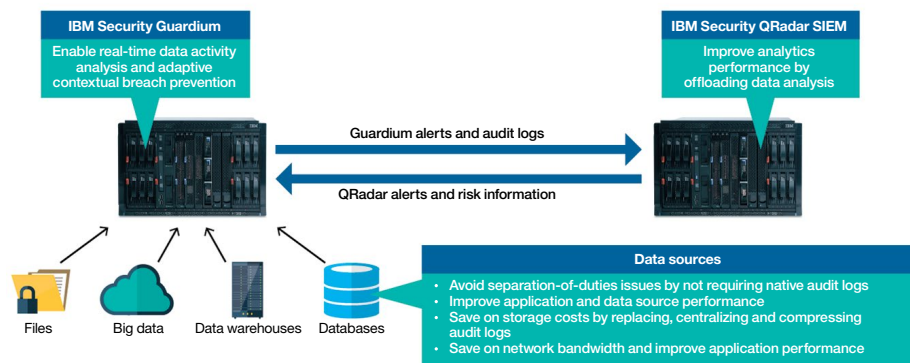 IBM Security Guardium
Enable real-time data activity
analysis and adaptive
contextual breach prevention
IBM Security QRadar SIEM
Improve analytics
performance by
offloading data analysis
Guardium alerts and audit logs
QRadar alerts and risk information
Files
Big data
Data warehouses
Databases
Data sources
• Avoid separation-of-duties issues by not requiring native audit logs
• Improve application and data source performance
• Save on storage costs by replacing, centralizing and compressing
audit logs
• Save on network bandwidth and improve application performance